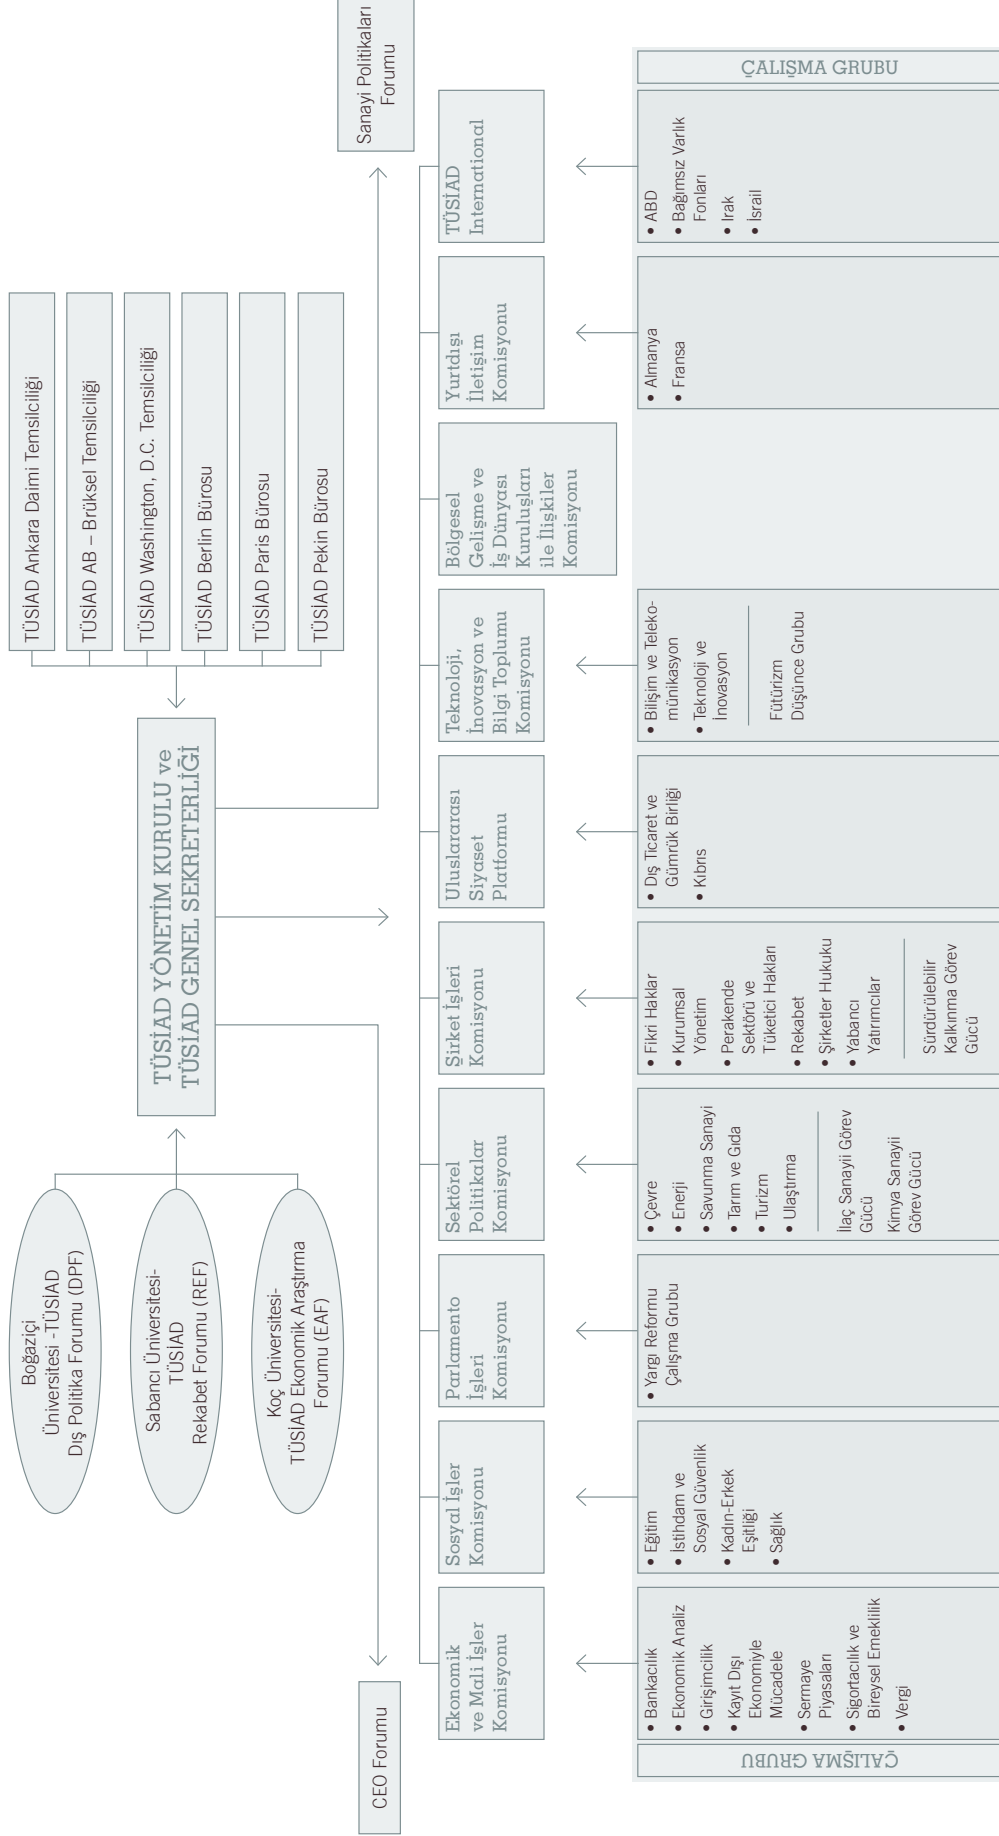 Boğaziçi
Üniversitesi -TÜSİAD
Dış Politika Forumu (DPF)
Sabancı Üniversitesi-
TÜSİAD
Rekabet Forumu (REF)
Koç Üniversitesi-
TÜSİAD Ekonomik Araştırma
Forumu (EAF)
TÜSİAD YÖNETİM KURULU ve
TÜSİAD GENEL SEKRETERLİĞİ
TÜSİAD Ankara Daimi Temsilciliği
TÜSİAD AB – Brüksel Temsilciliği
TÜSİAD Washington, D.C. Temsilciliği
TÜSİAD Berlin Bürosu
TÜSİAD Paris Bürosu
TÜSİAD Pekin Bürosu
CEO Forumu
Sanayi Politikaları
Forumu
Ekonomik
ve Mali İşler
Komisyonu
Sosyal İşler
Komisyonu
Parlamento
İşleri
Komisyonu
Sektörel
Politikalar
Komisyonu
Şirket İşleri
Komisyonu
Uluslararası
Siyaset
Platformu
Teknoloji,
İnovasyon ve
Bilgi Toplumu
Komisyonu
Bölgesel
Gelişme ve
İş Dünyası
Kuruluşları
ile İlişkiler
Komisyonu
Yurtdışı
İletişim
Komisyonu
TÜSİAD
International
ÇALIŞMA GRUBU
• Bankacılık
• Ekonomik Analiz
• Girişimcilik
• Kayıt Dışı
Ekonomiyle
Mücadele
• Sermaye
Piyasaları
• Sigortacılık ve
Bireysel Emeklilik
• Vergi
• Eğitim
• İstihdam ve
Sosyal Güvenlik
• Kadın-Erkek
Eşitliği
• Sağlık
• Yargı Reformu
Çalışma Grubu
• Çevre
• Enerji
• Savunma Sanayi
• Tarım ve Gıda
• Turizm
• Ulaştırma
İlaç Sanayii Görev
Gücü
Kimya Sanayii
Görev Gücü
• Fikri Haklar
• Kurumsal
Yönetim
• Perakende
Sektörü ve
Tüketici Hakları
• Rekabet
• Şirketler Hukuku
• Yabancı
Yatırımcılar
Sürdürülebilir
Kalkınma Görev
Gücü
• Dış Ticaret ve
Gümrük Birliği
• Kıbrıs
• Bilişim ve Teleko-
münikasyon
• Teknoloji ve
İnovasyon
Fütürizm
Düşünce Grubu
• Almanya
• Fransa
• ABD
• Bağımsız Varlık
Fonları
• Irak
• İsrail
ÇALIŞMA GRUBU